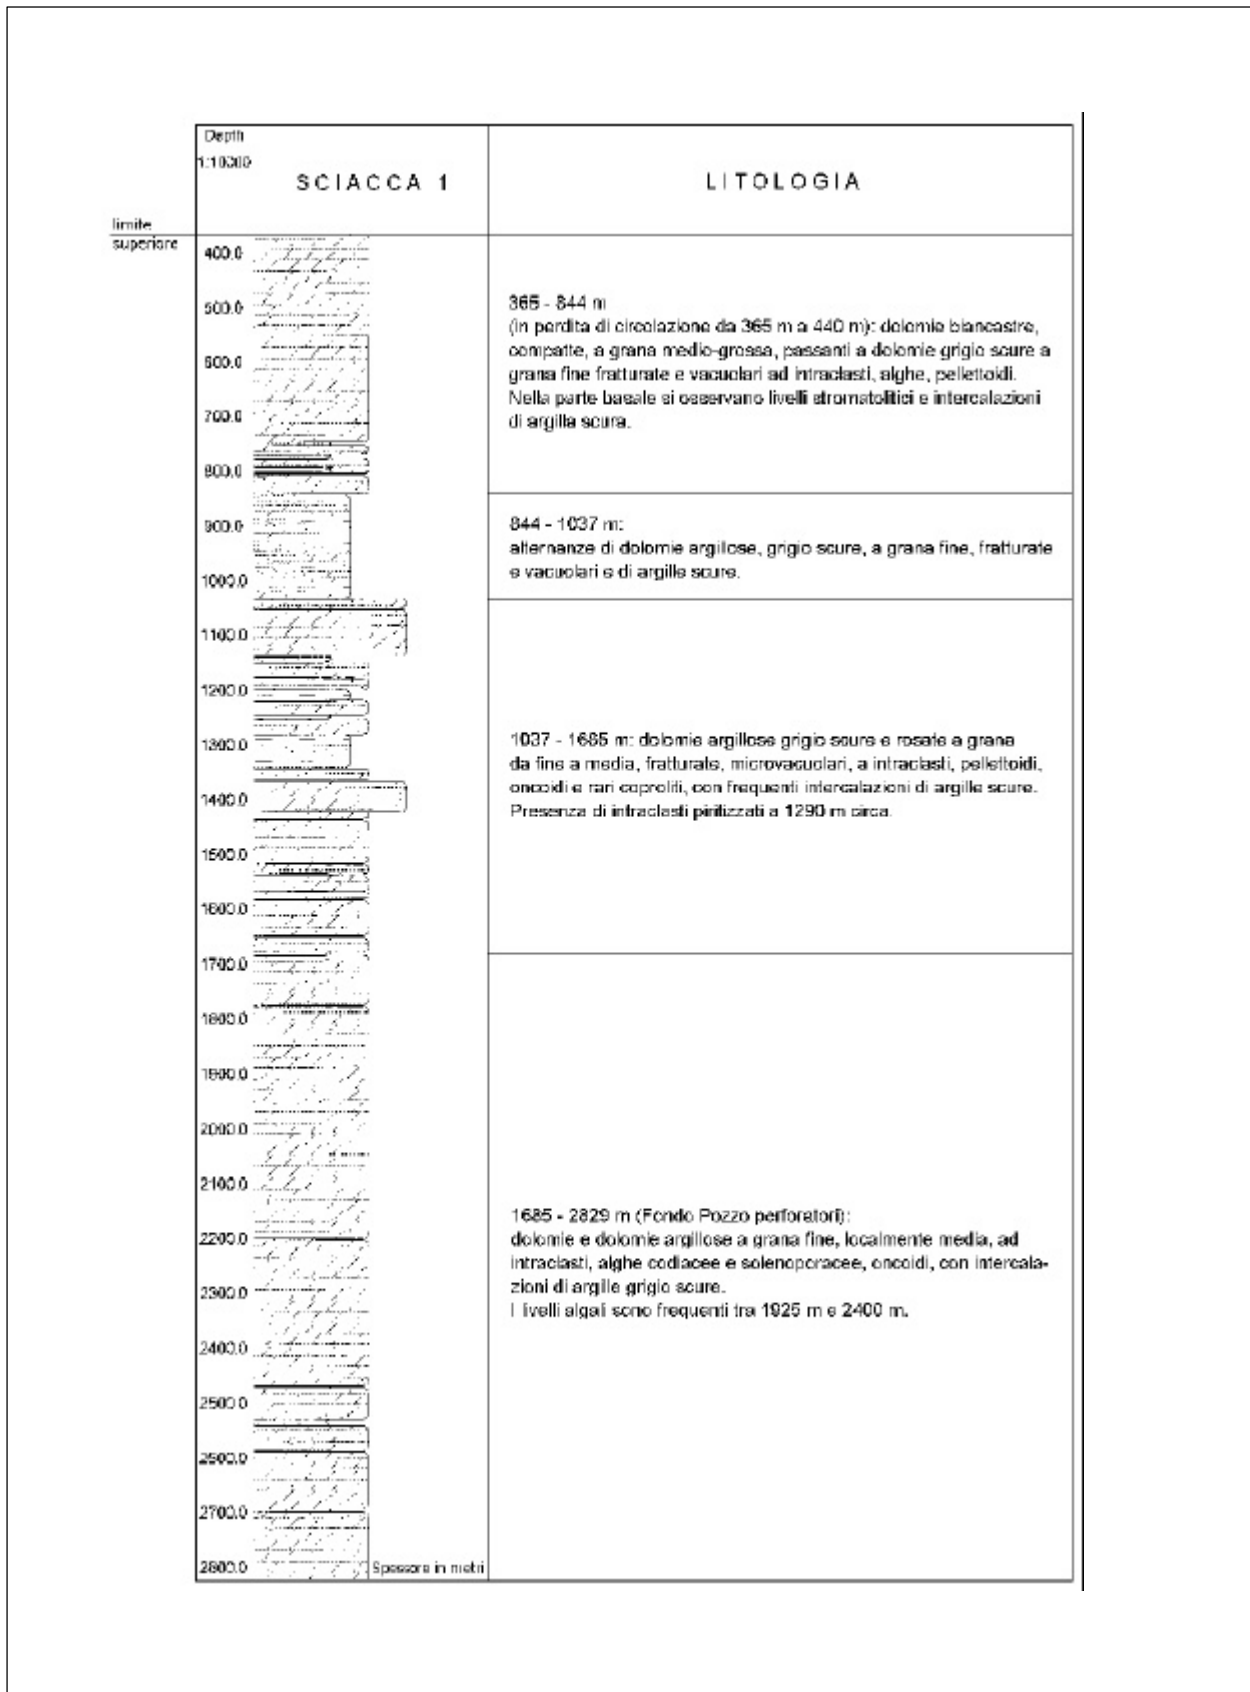 Depth
1:10000
SCIACCA 1
LITOLOGIA
limite
superiore
400.0
500.0
600.0
700.0
800.0
900.0
1000.0
1100.0
1200.0
1300.0
1400.0
1500.0
1600.0
1700.0
1800.0
1900.0
2000.0
2100.0
2200.0
2300.0
2400.0
2500.0
2600.0
2700.0
2800.0
Spessore in metri
365 - 844 m
(in perdita di circolazione da 365 m a 440 m): dolomie biancastre,
compatte, a grana medio-grossa, passanti a dolomie grigio scure a
grana fine fratturate e vacuolari ad intraclasti, alghe, pellettoidi.
Nella parte basale si osservano livelli stromatolitici e intercalazioni
di argilla scura.
844 - 1037 m:
alternanze di dolomie argillose, grigio scure, a grana fine, fratturate
e vacuolari e di argille scure.
1037 - 1685 m: dolomie argillose grigio scure e rosate a grana
da fine a media, fratturate, microvacuolari, a intraclasti, pellettoidi,
oncoidi e rari coproliti, con frequenti intercalazioni di argille scure.
Presenza di intraclasti piritizzati a 1290 m circa.
1685 - 2829 m (Fondo Pozzo perforatori):
dolomie e dolomie argillose a grana fine, localmente media, ad
intraclasti, alghe codiacee e solenoporacee, oncoidi, con intercala-
zioni di argille grigio scure.
I livelli algali sono frequenti tra 1925 m e 2400 m.